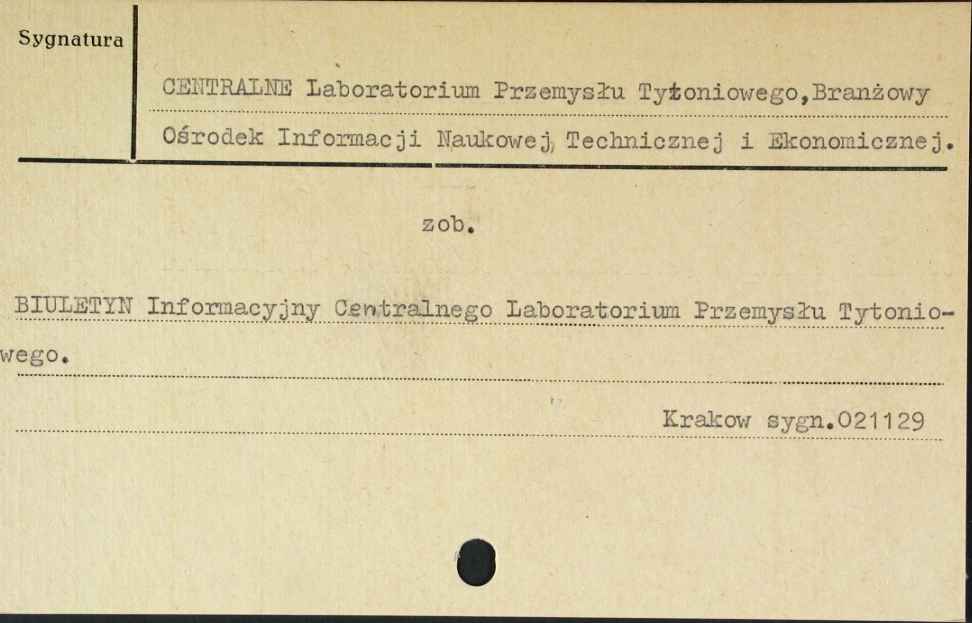 Sygnatura
CENTRALNE Laboratorium Przemysłu Tytoniowego,Branżowy
Ośrodek Informacji Naukowej, Technicznej i Ekonomicznej.
zob.
BIULETYN Informacyjny Centralnego Laboratorium Przemysłu Tytonio-
wego.
Krakow sygn.021129